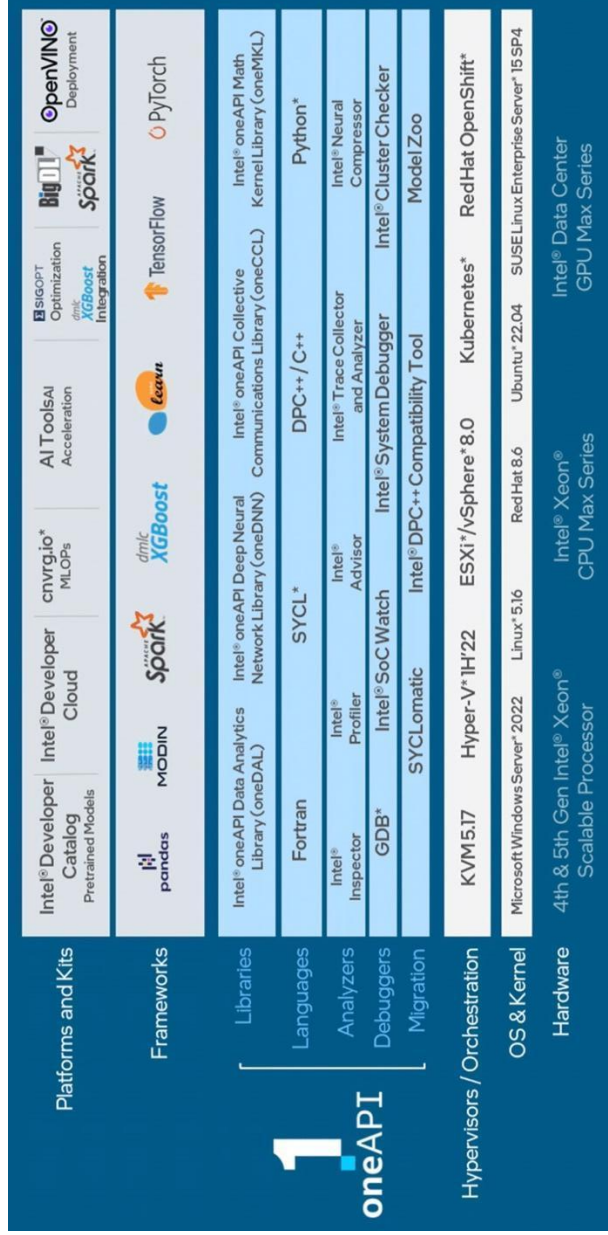 Platforms and Kits
Intel® Developer
Catalog
Pretrained Models
Intel® Developer
Cloud
cnvrg.io*
MLOPs
AI ToolsAI
Acceleration
SIGOPT
Optimization
dmlc
XGBoost
Integration
BigDL
APACHE
Spark
OpenVINO
Deployment
Frameworks
pandas
MODIN
APACHE
Spark
dmlc
XGBoost
learn
TensorFlow
PyTorch
oneAPI
Libraries
Intel® oneAPI Data Analytics
Library (oneDAL)
Intel® oneAPI Deep Neural
Network Library (oneDNN)
Intel® oneAPI Collective
Communications Library (oneCCL)
Intel® oneAPI Math
Kernel Library (oneMKL)
Languages
Fortran
SYCL*
DPC++ / C++
Python*
Analyzers
Intel®
Inspector
Intel®
Profiler
Intel®
Advisor
Intel® Trace Collector
and Analyzer
Intel® Neural
Compressor
Debuggers
GDB*
Intel® SoC Watch
Intel® System Debugger
Intel® Cluster Checker
Migration
SYCLomatic
Intel® DPC++ Compatibility Tool
Model Zoo
Hypervisors / Orchestration
KVM 5.17
Hyper-V* 1H'22
ESXi*/vSphere* 8.0
Kubernetes*
Red Hat OpenShift*
OS & Kernel
Microsoft Windows Server* 2022
Linux* 5.16
Red Hat 8.6
Ubuntu* 22.04
SUSE Linux Enterprise Server* 15 SP4
Hardware
4th & 5th Gen Intel® Xeon®
Scalable Processor
Intel® Xeon®
CPU Max Series
Intel® Data Center
GPU Max Series